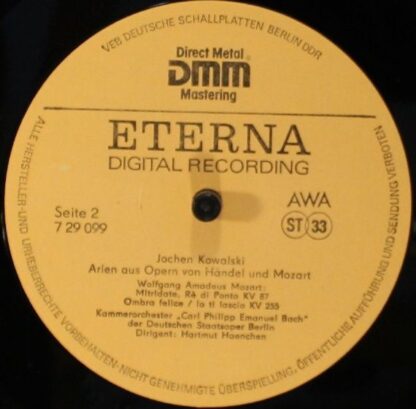 VEB DEUTSCHE SCHALLPLATTEN BERLIN DDR
Direct Metal
DMM
Mastering
ETERNA
DIGITAL RECORDING
Seite 2
7 29 099
AWA
ST 33
Jochen Kowalski
Arien aus Opern von Händel und Mozart
Wolfgang Amadeus Mozart:
Mitridate, Rè di Ponto KV 87
Ombra felice / Io ti lascio KV 255
Kammerorchester „Carl Philipp Emanuel Bach"
der Deutschen Staatsoper Berlin
Dirigent: Hartmut Haenchen
ALLE HERSTELLER-UND URHEBERRECHTE VORBEHALTEN-NICHT GENEHMIGTE ÜBERSPIELUNG, ÖFFENTLICHE AUFFÜHRUNG UND SENDUNG VERBOTEN